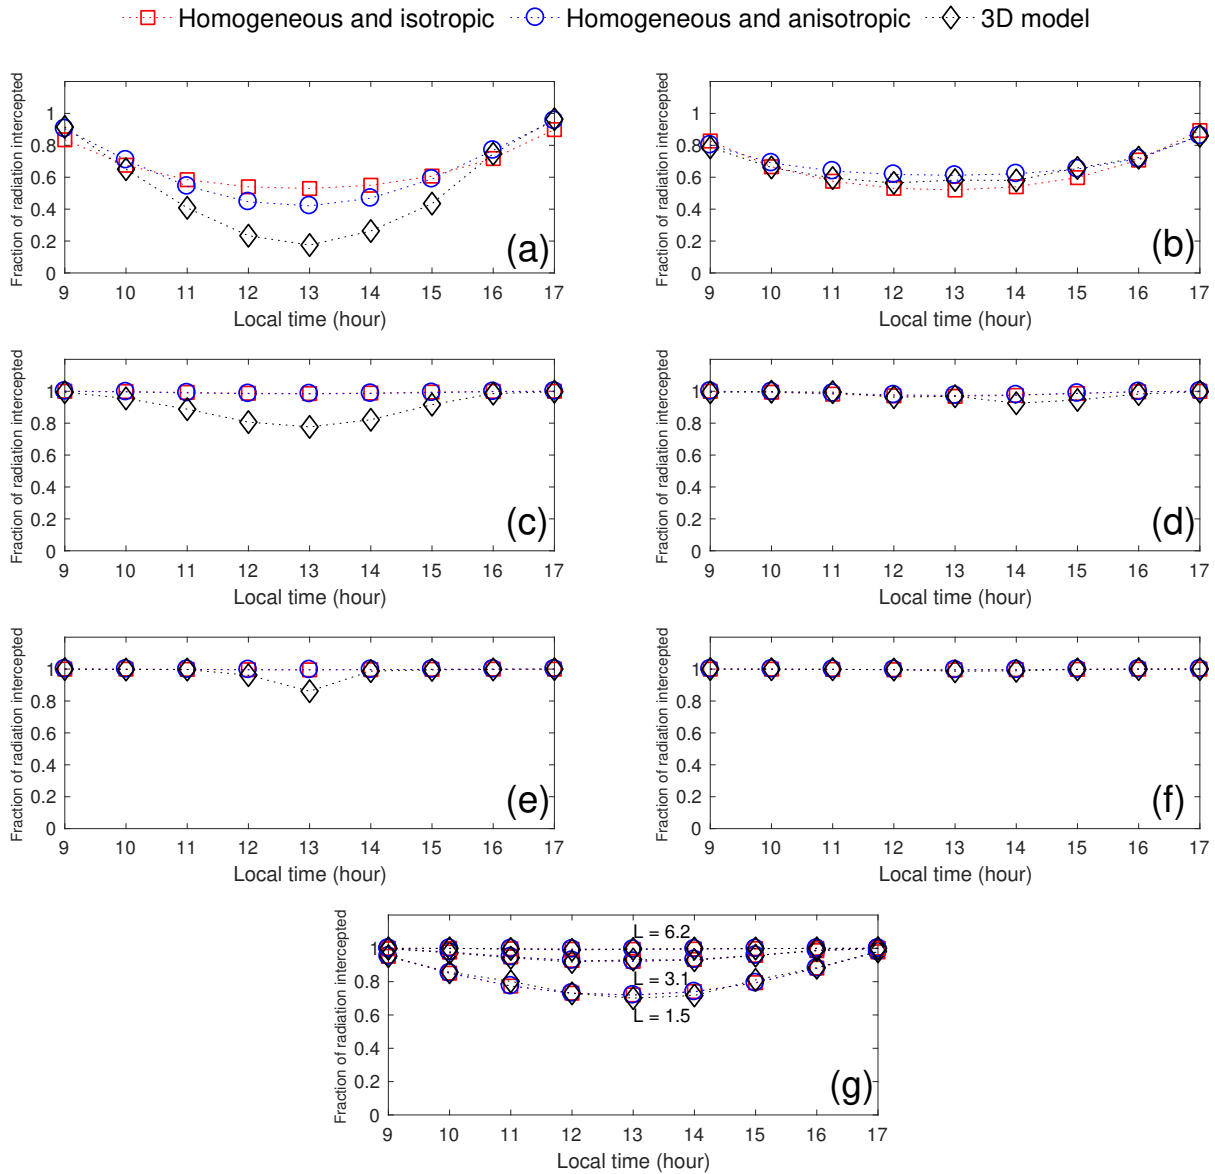 Homogeneous and isotropic Homogeneous and anisotropic 3D model
Fraction of radiation intercepted
1
0.8
0.6
0.4
0.2
0
(a)
9 10 11 12 13 14 15 16 17
Local time (hour)
Fraction of radiation intercepted
1
0.8
0.6
0.4
0.2
0
(b)
9 10 11 12 13 14 15 16 17
Local time (hour)
Fraction of radiation intercepted
1
0.8
0.6
0.4
0.2
0
(c)
9 10 11 12 13 14 15 16 17
Local time (hour)
Fraction of radiation intercepted
1
0.8
0.6
0.4
0.2
0
(d)
9 10 11 12 13 14 15 16 17
Local time (hour)
Fraction of radiation intercepted
1
0.8
0.6
0.4
0.2
0
(e)
9 10 11 12 13 14 15 16 17
Local time (hour)
Fraction of radiation intercepted
1
0.8
0.6
0.4
0.2
0
(f)
9 10 11 12 13 14 15 16 17
Local time (hour)
Fraction of radiation intercepted
1
0.8
0.6
0.4
0.2
0
L = 6.2
L = 3.1
L = 1.5
(g)
9 10 11 12 13 14 15 16 17
Local time (hour)